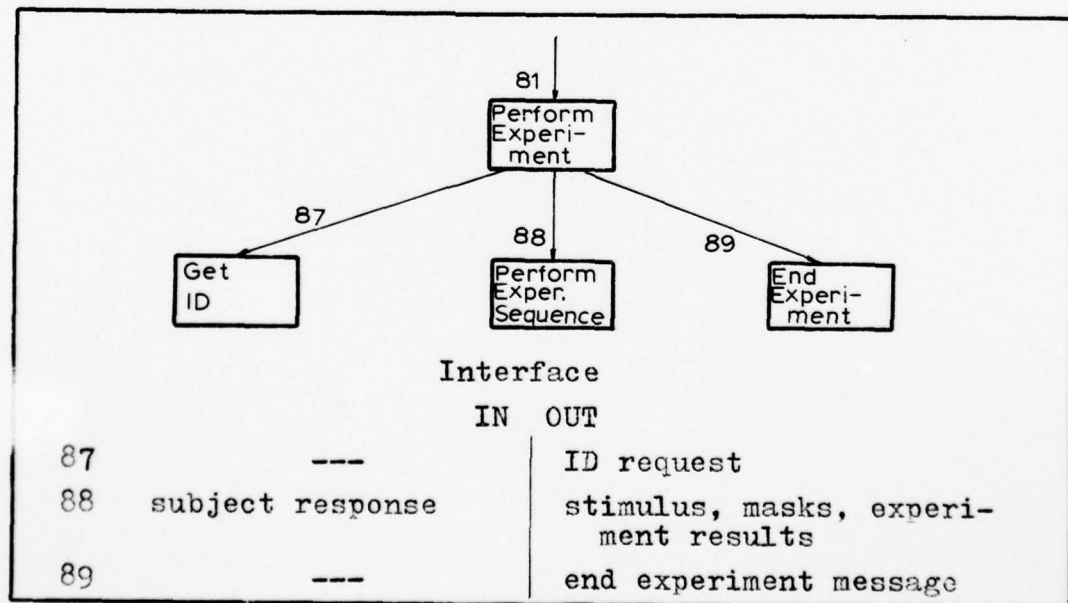 81
Perform
Experi-
ment
87
88
89
Get
ID
Perform
Exper.
Sequence
End
Experi-
ment
Interface
IN OUT
87 --- ID request
88 subject response stimulus, masks, experi-
ment results
89 --- end experiment message